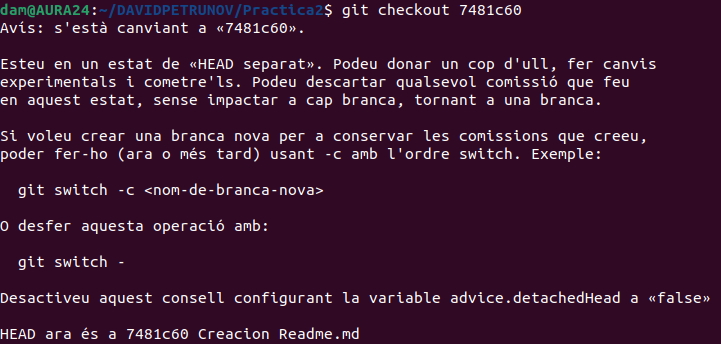 dam@AURA24:~/DAVIDPETRUNOV/Practica2$ git checkout 7481c60
Avís: s'està canviant a «7481c60».
Esteu en un estat de «HEAD separat». Podeu donar un cop d'ull, fer canvis
experimentals i cometre'ls. Podeu descartar qualsevol comissió que feu
en aquest estat, sense impactar a cap branca, tornant a una branca.
Si voleu crear una branca nova per a conservar les comissions que creeu,
poder fer-ho (ara o més tard) usant -c amb l'ordre switch. Exemple:
git switch -c <nom-de-branca-nova>
O desfer aquesta operació amb:
git switch -
Desactiveu aquest consell configurant la variable advice.detachedHead a «false»
HEAD ara és a 7481c60 Creacion Readme.md